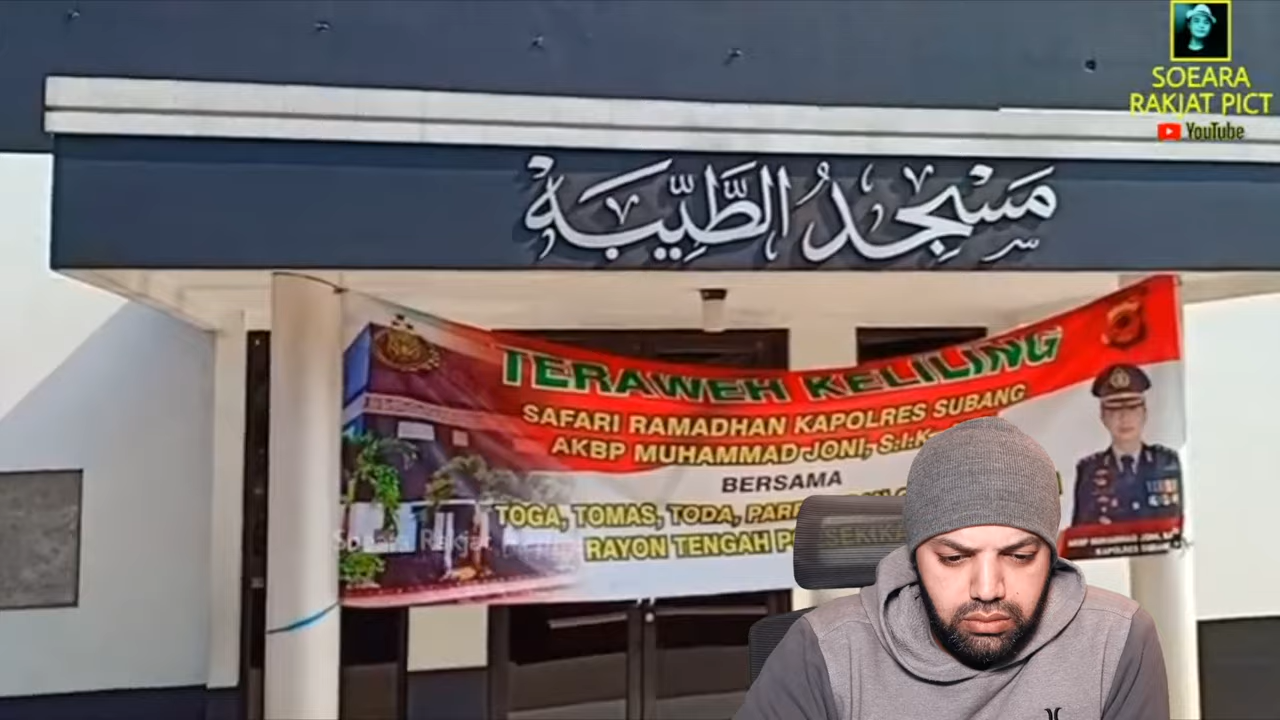 SOEARA
RAKJAT PICT
YouTube
مَسْجِدُ الطَّيِّبَةْ
TERAWEH KELILING
SAFARI RAMADHAN KAPOLRES SUBANG
AKBP MUHAMMAD JONI, S.I.K
BERSAMA
TOGA, TOMAS, TODA,
RAYON TENGAH
KAPOLRES